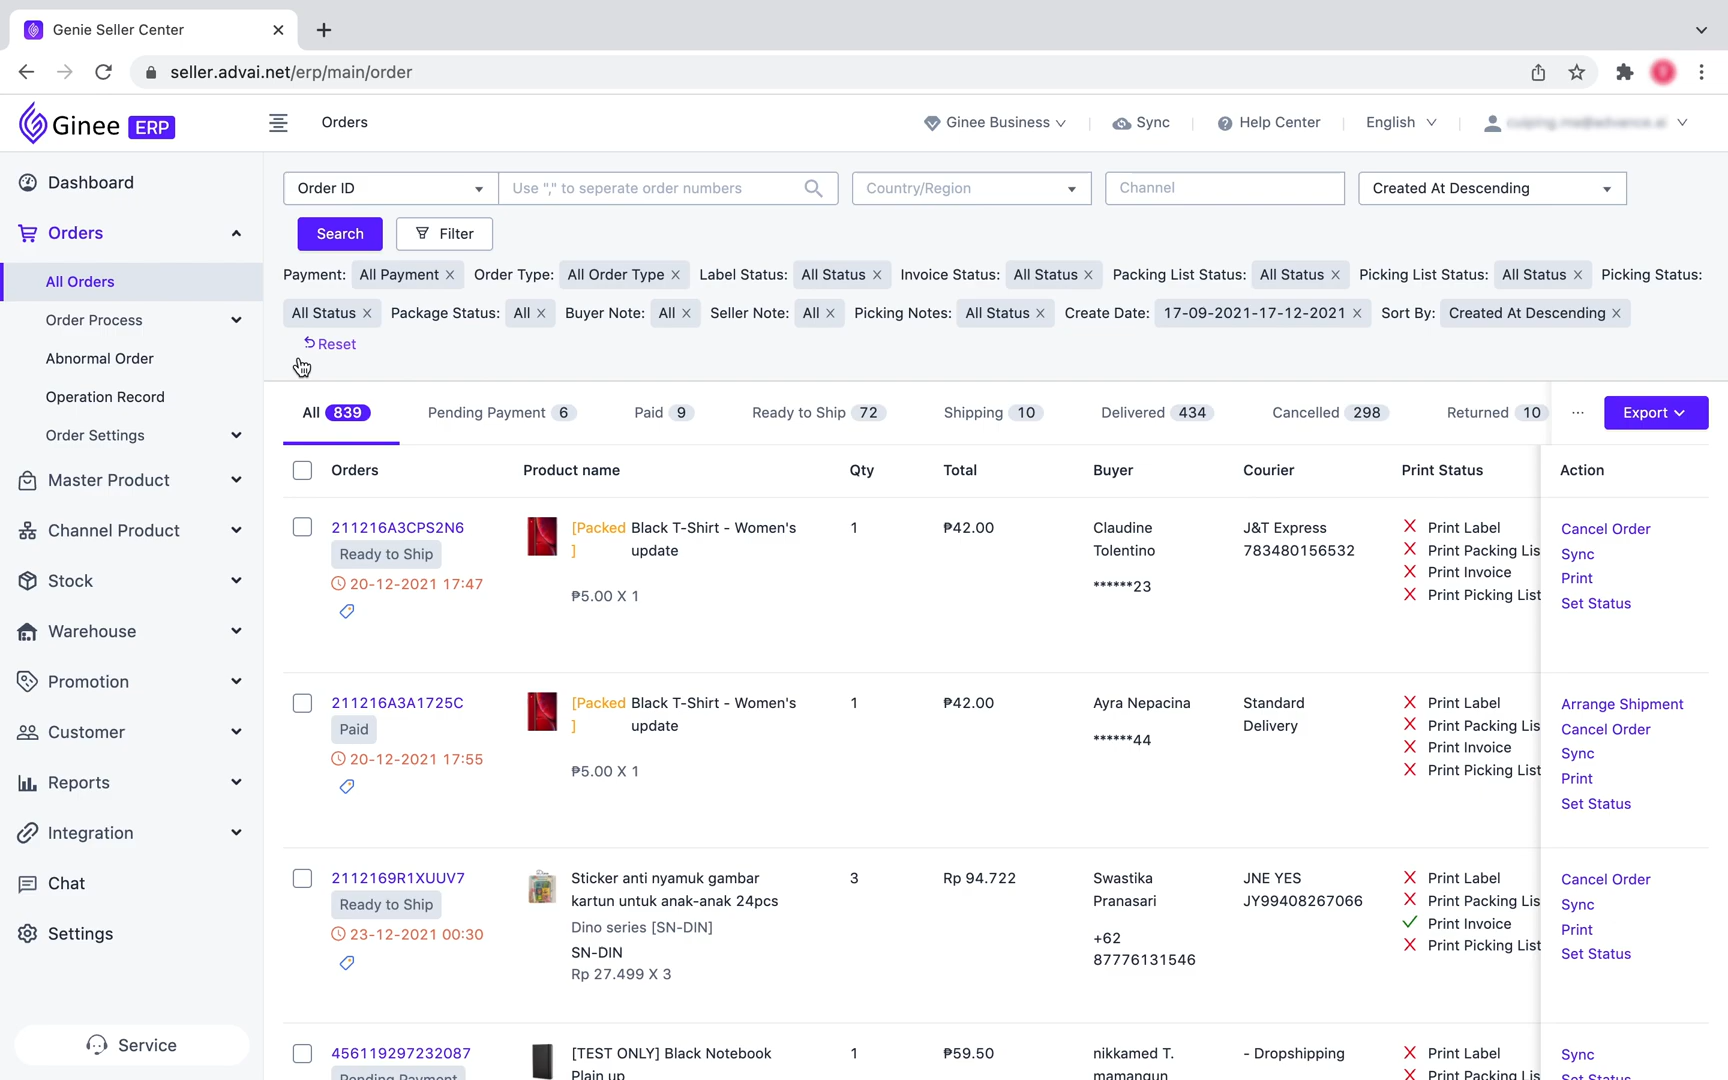 Genie Seller Center
seller.advai.net/erp/main/order
Ginee ERP
Orders
Ginee Business
Sync
Help Center
English
Dashboard
Orders
All Orders
Order Process
Abnormal Order
Operation Record
Order Settings
Master Product
Channel Product
Stock
Warehouse
Promotion
Customer
Reports
Integration
Chat
Settings
Service
Order ID
Use "," to seperate order numbers
Country/Region
Channel
Created At Descending
Search
Filter
Payment: All Payment × Order Type: All Order Type × Label Status: All Status × Invoice Status: All Status × Packing List Status: All Status × Picking List Status: All Status × Picking Status:
All Status × Package Status: All × Buyer Note: All × Seller Note: All × Picking Notes: All Status × Create Date: 17-09-2021-17-12-2021 × Sort By: Created At Descending ×
Reset
All 839 Pending Payment 6 Paid 9 Ready to Ship 72 Shipping 10 Delivered 434 Cancelled 298 Returned 10 ... Export
Orders Product name Qty Total Buyer Courier Print Status Action
211216A3CPS2N6
Ready to Ship
20-12-2021 17:47
[Packed
]
Black T-Shirt - Women's
update
₱5.00 X 1
1
₱42.00
Claudine
Tolentino
******23
J&T Express
783480156532
Print Label
Print Packing Lis
Print Invoice
Print Picking List
Cancel Order
Sync
Print
Set Status
211216A3A1725C
Paid
20-12-2021 17:55
[Packed
]
Black T-Shirt - Women's
update
₱5.00 X 1
1
₱42.00
Ayra Nepacina
******44
Standard
Delivery
Print Label
Print Packing Lis
Print Invoice
Print Picking List
Arrange Shipment
Cancel Order
Sync
Print
Set Status
2112169R1XUUV7
Ready to Ship
23-12-2021 00:30
Sticker anti nyamuk gambar
kartun untuk anak-anak 24pcs
Dino series [SN-DIN]
SN-DIN
Rp 27.499 X 3
3
Rp 94.722
Swastika
Pranasari
+62
87776131546
JNE YES
JY99408267066
Print Label
Print Packing Lis
Print Invoice
Print Picking List
Cancel Order
Sync
Print
Set Status
456119297232087
Pending Payment
[TEST ONLY] Black Notebook
Plain up
1
₱59.50
nikkamed T.
mamangun
- Dropshipping
Print Label
Print Packing Lis
Sync
Set Status